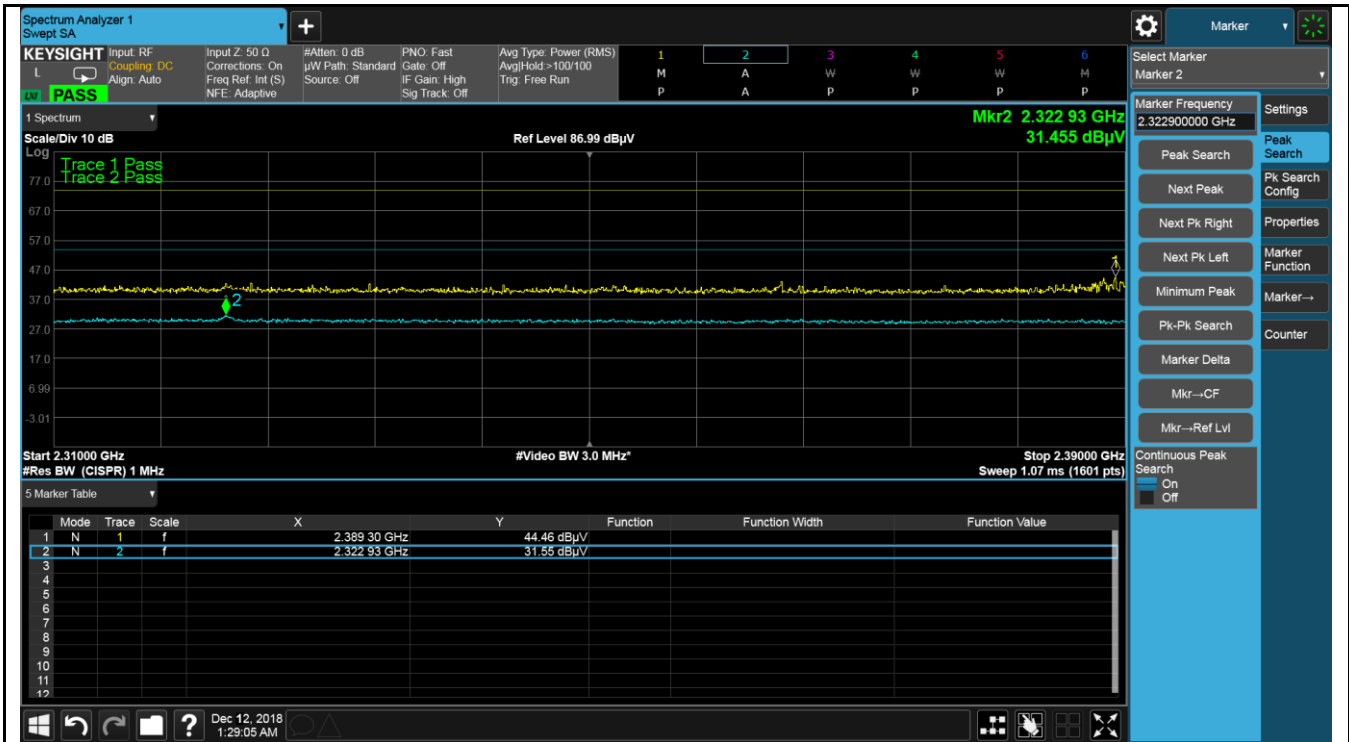 Spectrum Analyzer 1
Swept SA
+
Marker
KEYSIGHT
L
LXI
PASS
Input: RF
Coupling: DC
Align: Auto
Input Z: 50 Ω
Corrections: On
Freq Ref: Int (S)
NFE: Adaptive
#Atten: 0 dB
µW Path: Standard
Source: Off
PNO: Fast
Gate: Off
IF Gain: High
Sig Track: Off
Avg Type: Power (RMS)
Avg|Hold:>100/100
Trig: Free Run
1 2 3 4 5 6
M A W W W M
P A P P P P
Select Marker
Marker 2
1 Spectrum
Scale/Div 10 dB
Log
Ref Level 86.99 dBµV
Mkr2 2.322 93 GHz
31.455 dBµV
Trace 1 Pass
Trace 2 Pass
77.0
67.0
57.0
47.0
37.0
27.0
17.0
6.99
-3.01
1
2
Start 2.31000 GHz
#Res BW (CISPR) 1 MHz
#Video BW 3.0 MHz*
Stop 2.39000 GHz
Sweep 1.07 ms (1601 pts)
5 Marker Table
Mode Trace Scale X Y Function Function Width Function Value
1 N 1 f 2.389 30 GHz 44.46 dBµV
2 N 2 f 2.322 93 GHz 31.55 dBµV
3
4
5
6
7
8
9
10
11
12
Marker Frequency
2.322900000 GHz
Peak Search
Next Peak
Next Pk Right
Next Pk Left
Minimum Peak
Pk-Pk Search
Marker Delta
Mkr→CF
Mkr→Ref Lvl
Continuous Peak
Search
On
Off
Settings
Peak
Search
Pk Search
Config
Properties
Marker
Function
Marker→
Counter
?
Dec 12, 2018
1:29:05 AM